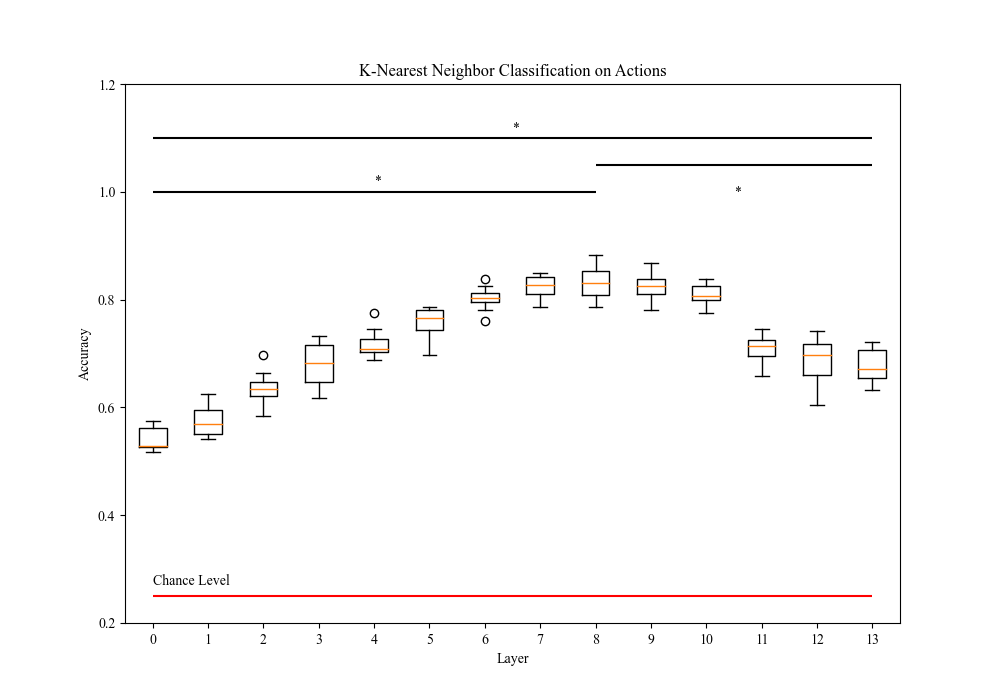 K-Nearest Neighbor Classification on Actions
1.2
*
1.0
*
*
0.8
Accuracy
0.6
0.4
Chance Level
0.2
0 1 2 3 4 5 6 7 8 9 10 11 12 13
Layer